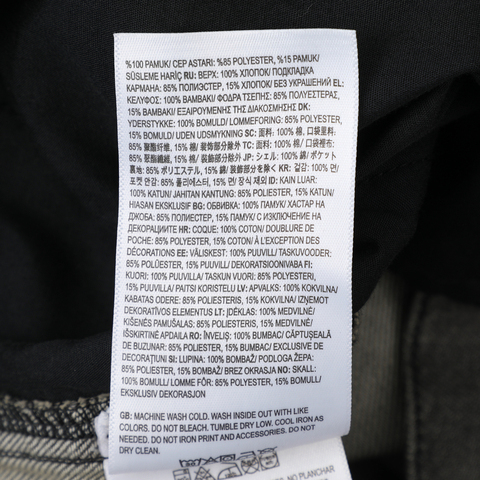 %100 PAMUK/ CEP ASTARI: %85 POLYESTER, %15 PAMUK/
SÜSLEME HARİÇ RU: ВЕРХ: 100% ХЛОПОК/ ПОДКЛАДКА
КАРМАНА: 85% ПОЛИЭСТЕР, 15% ХЛОПОК/ БЕЗ УКРАШЕНИЙ EL:
ΚΕΛΥΦΟΣ: 100% ΒΑΜΒΑΚΙ/ ΦΟΔΡΑ ΤΣΕΠΗΣ: 85% ΠΟΛΥΕΣΤΕΡΑΣ,
15% ΒΑΜΒΑΚΙ/ ΕΞΑΙΡΟΥΜΕΝΗΣ ΤΗΣ ΔΙΑΚΟΣΜΗΣΗΣ DK:
YDERSTYKKE: 100% BOMULD/ LOMMEFORING: 85% POLYESTER,
15% BOMULD/ UDEN UDSMYKNING SC: 面料: 100% 棉, 口袋里料:
85% 聚酯纤维, 15% 棉/ 装饰部分除外 TC: 面料: 100% 綿, 口袋裡布:
85% 聚酯纖維, 15% 棉/ 裝飾部分除外 JP: シェル: 100% 綿/ ポケット
裏地: 85% ポリエステル, 15% 綿/ 装飾部分を除く KR: 겉감: 100% 면/
포켓 안감: 85% 폴리에스터, 15% 면/ 장식 제외 ID: KAIN LUAR:
100% KATUN/ JAHITAN KANTUNG: 85% POLIESTER, 15% KATUN/
HIASAN EKSKLUSIF BG: ОБВИВКА: 100% ПАМУК/ ХАСТАР НА
ДЖОБА: 85% ПОЛИЕСТЕР, 15% ПАМУК/ С ИЗКЛЮЧЕНИЕ НА
ДЕКОРАЦИИТЕ HR: COQUE: 100% COTON/ DOUBLURE DE
POCHE: 85% POLYESTER, 15% COTON/ À L'EXCEPTION DES
DÉCORATIONS EE: VÄLISKEST: 100% PUUVILL/ TASKUVOODER:
85% POLÜESTER, 15% PUUVILL/ DEKORATSIOONIVABA FI:
KUORI: 100% PUUVILLA/ TASKUN VUORI: 85% POLYESTERI,
15% PUUVILLA/ PAITSI KORISTELU LV: APVALKS: 100% KOKVILNA/
KABATAS ODERE: 85% POLIESTERIS, 15% KOKVILNA/ IZŅEMOT
DEKORATĪVOS ELEMENTUS LT: ĮDĖKLAS: 100% MEDVILNĖ/
KIŠENĖS PAMUŠALAS: 85% POLIESTERIS, 15% MEDVILNĖ/
IŠSKIRTINĖ APDAILA RO: ÎNVELIȘ: 100% BUMBAC/ CĂPTUȘEALĂ
DE BUZUNAR: 85% POLIESTER, 15% BUMBAC/ EXCLUSIVE DE
DECORAȚIUNI SI: LUPINA: 100% BOMBAŽ/ PODLOGA ŽEPA:
85% POLIESTER, 15% BOMBAŽ/ BREZ OKRASJA NO: SKALL:
100% BOMULL/ LOMME FÔR: 85% POLYESTER, 15% BOMULL/
EKSKLUSIV DEKORASJON
GB: MACHINE WASH COLD. WASH INSIDE OUT WITH LIKE
COLORS. DO NOT BLEACH. TUMBLE DRY LOW. COOL IRON AS
NEEDED. DO NOT IRON PRINT AND ACCESSORIES. DO NOT
DRY CLEAN.
NO PLANCHAR